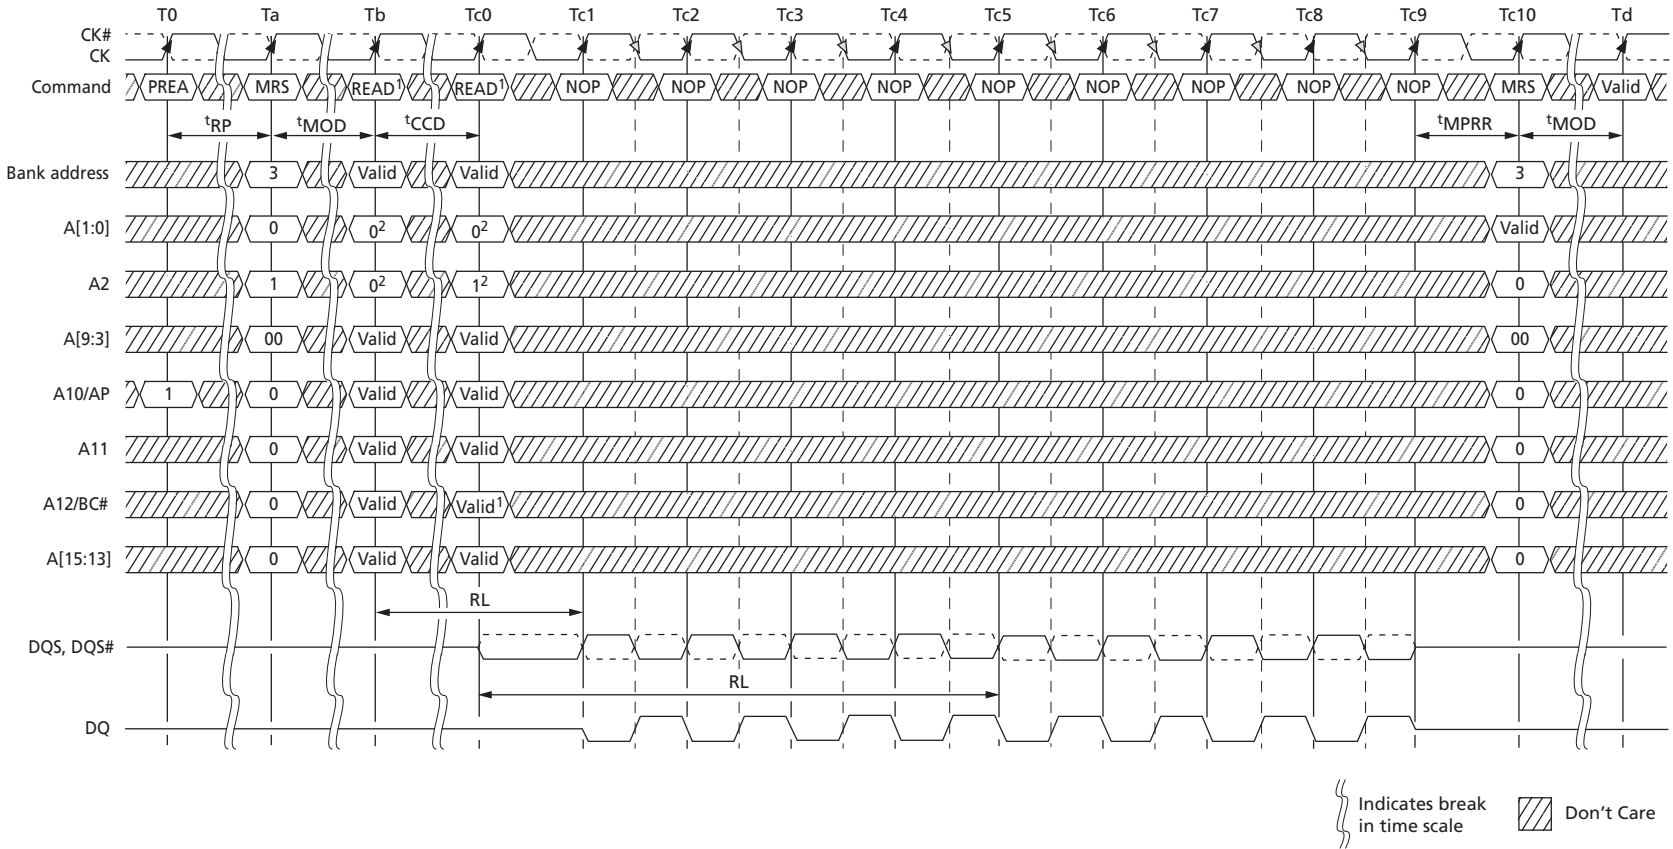 T0 Ta Tb Tc0 Tc1 Tc2 Tc3 Tc4 Tc5 Tc6 Tc7 Tc8 Tc9 Tc10 Td
CK#
CK
Command PREA MRS READ¹ READ¹ NOP NOP NOP NOP NOP NOP NOP NOP NOP MRS Valid
ᵗRP ᵗMOD ᵗCCD ᵗMPRR ᵗMOD
Bank address 3 Valid Valid 3
A[1:0] 0 0² 0² Valid
A2 1 0² 1² 0
A[9:3] 00 Valid Valid 00
A10/AP 1 0 Valid Valid 0
A11 0 Valid Valid 0
A12/BC# 0 Valid Valid¹ 0
A[15:13] 0 Valid Valid 0
RL
DQS, DQS#
RL
DQ
Indicates break
in time scale
Don't Care